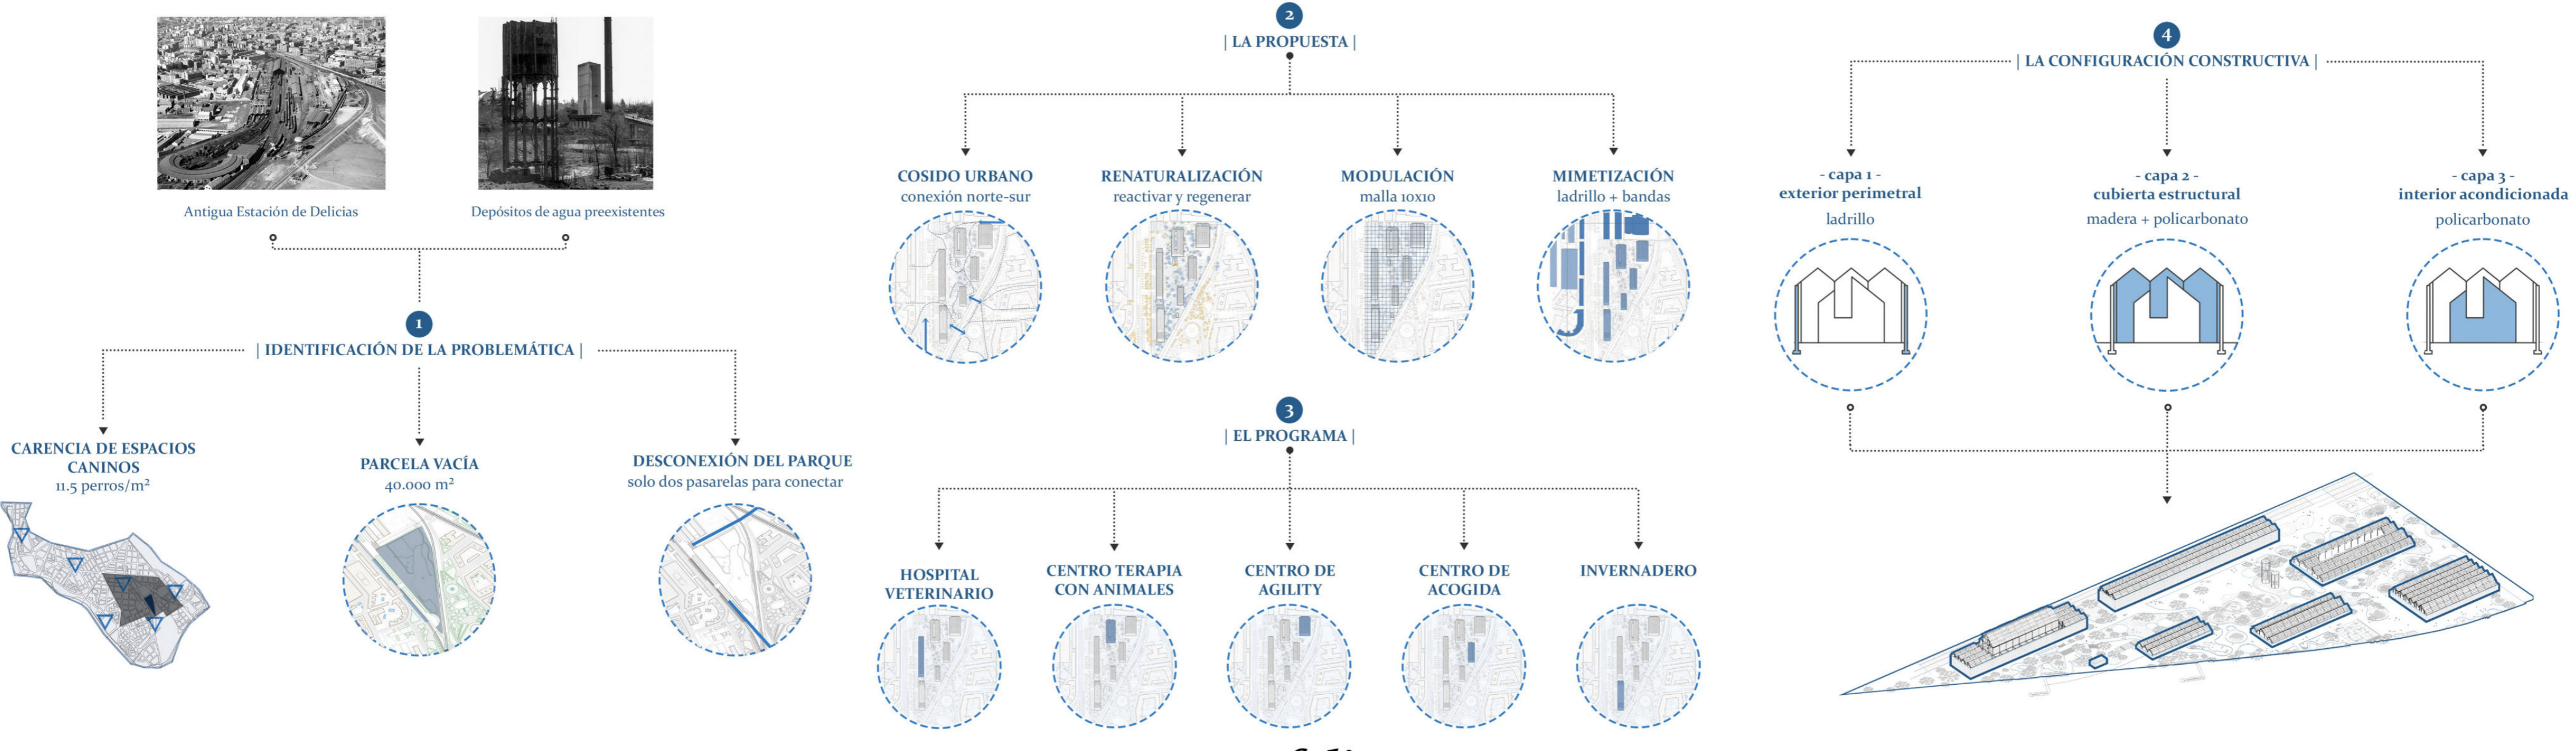 Antigua Estación de Delicias
Depósitos de agua preexistentes
1
| IDENTIFICACIÓN DE LA PROBLEMÁTICA |
CARENCIA DE ESPACIOS
CANINOS
11.5 perros/m²
PARCELA VACÍA
40.000 m²
DESCONEXIÓN DEL PARQUE
solo dos pasarelas para conectar
2
| LA PROPUESTA |
COSIDO URBANO
conexión norte-sur
RENATURALIZACIÓN
reactivar y regenerar
MODULACIÓN
malla 10x10
MIMETIZACIÓN
ladrillo + bandas
3
| EL PROGRAMA |
HOSPITAL
VETERINARIO
CENTRO TERAPIA
CON ANIMALES
CENTRO DE
AGILITY
CENTRO DE
ACOGIDA
INVERNADERO
4
| LA CONFIGURACIÓN CONSTRUCTIVA |
- capa 1 -
exterior perimetral
ladrillo
- capa 2 -
cubierta estructural
madera + policarbonato
- capa 3 -
interior acondicionada
policarbonato